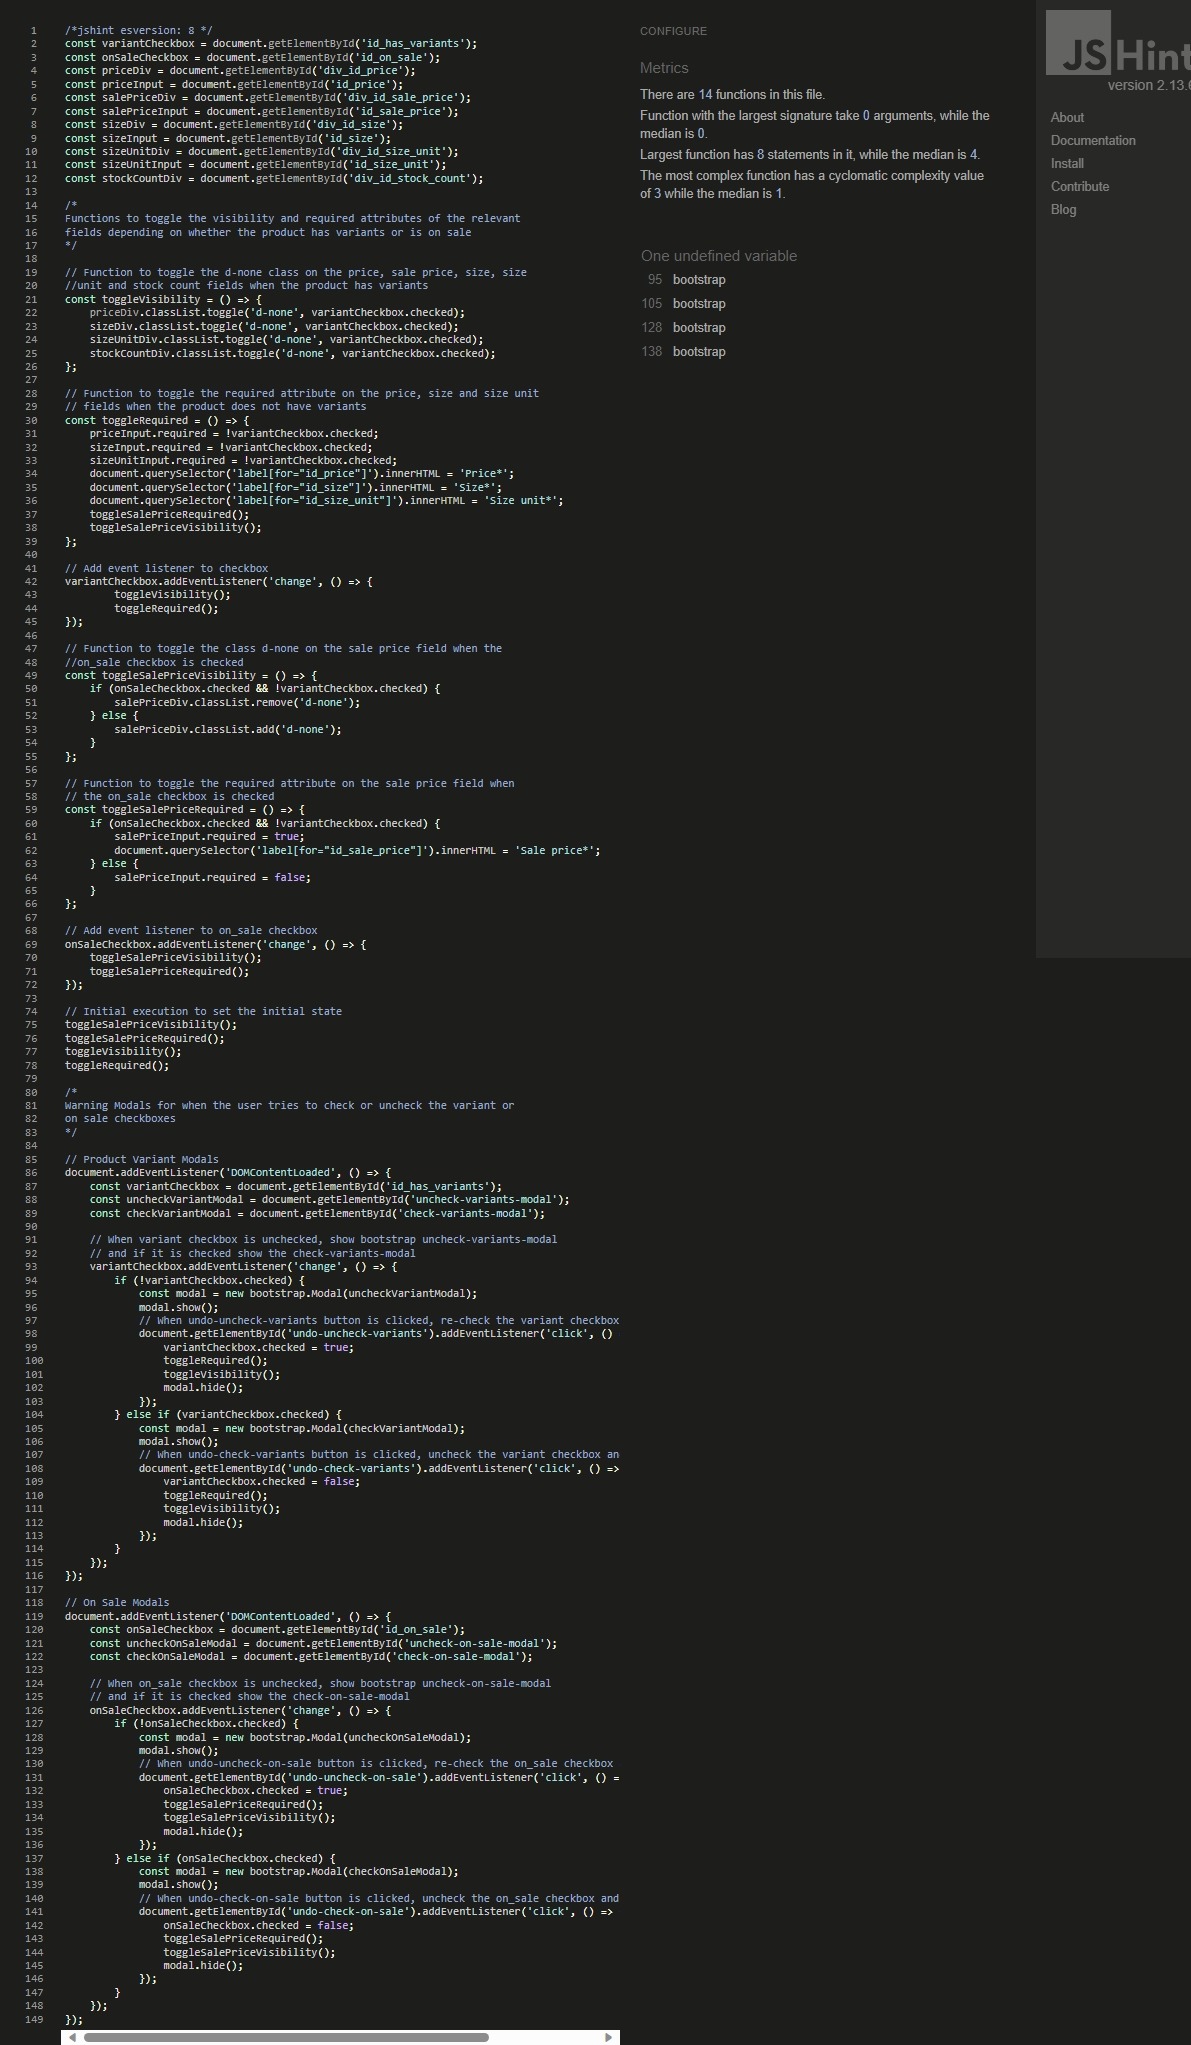 1 /*jshint esversion: 8 */
2 const variantCheckbox = document.getElementById('id_has_variants');
3 const onSaleCheckbox = document.getElementById('id_on_sale');
4 const priceDiv = document.getElementById('div_id_price');
5 const priceInput = document.getElementById('id_price');
6 const salePriceDiv = document.getElementById('div_id_sale_price');
7 const salePriceInput = document.getElementById('id_sale_price');
8 const sizeDiv = document.getElementById('div_id_size');
9 const sizeInput = document.getElementById('id_size');
10 const sizeUnitDiv = document.getElementById('div_id_size_unit');
11 const sizeUnitInput = document.getElementById('id_size_unit');
12 const stockCountDiv = document.getElementById('div_id_stock_count');
13
14 /*
15 Functions to toggle the visibility and required attributes of the relevant
16 fields depending on whether the product has variants or is on sale
17 */
18
19 // Function to toggle the d-none class on the price, sale price, size, size
20 //unit and stock count fields when the product has variants
21 const toggleVisibility = () => {
22 priceDiv.classList.toggle('d-none', variantCheckbox.checked);
23 sizeDiv.classList.toggle('d-none', variantCheckbox.checked);
24 sizeUnitDiv.classList.toggle('d-none', variantCheckbox.checked);
25 stockCountDiv.classList.toggle('d-none', variantCheckbox.checked);
26 };
27
28 // Function to toggle the required attribute on the price, size and size unit
29 // fields when the product does not have variants
30 const toggleRequired = () => {
31 priceInput.required = !variantCheckbox.checked;
32 sizeInput.required = !variantCheckbox.checked;
33 sizeUnitInput.required = !variantCheckbox.checked;
34 document.querySelector('label[for="id_price"]').innerHTML = 'Price*';
35 document.querySelector('label[for="id_size"]').innerHTML = 'Size*';
36 document.querySelector('label[for="id_size_unit"]').innerHTML = 'Size unit*';
37 toggleSalePriceRequired();
38 toggleSalePriceVisibility();
39 };
40
41 // Add event listener to checkbox
42 variantCheckbox.addEventListener('change', () => {
43 toggleVisibility();
44 toggleRequired();
45 });
46
47 // Function to toggle the class d-none on the sale price field when the
48 //on_sale checkbox is checked
49 const toggleSalePriceVisibility = () => {
50 if (onSaleCheckbox.checked && !variantCheckbox.checked) {
51 salePriceDiv.classList.remove('d-none');
52 } else {
53 salePriceDiv.classList.add('d-none');
54 }
55 };
56
57 // Function to toggle the required attribute on the sale price field when
58 // the on_sale checkbox is checked
59 const toggleSalePriceRequired = () => {
60 if (onSaleCheckbox.checked && !variantCheckbox.checked) {
61 salePriceInput.required = true;
62 document.querySelector('label[for="id_sale_price"]').innerHTML = 'Sale price*';
63 } else {
64 salePriceInput.required = false;
65 }
66 };
67
68 // Add event listener to on_sale checkbox
69 onSaleCheckbox.addEventListener('change', () => {
70 toggleSalePriceVisibility();
71 toggleSalePriceRequired();
72 });
73
74 // Initial execution to set the initial state
75 toggleSalePriceVisibility();
76 toggleSalePriceRequired();
77 toggleVisibility();
78 toggleRequired();
79
80 /*
81 Warning Modals for when the user tries to check or uncheck the variant or
82 on sale checkboxes
83 */
84
85 // Product Variant Modals
86 document.addEventListener('DOMContentLoaded', () => {
87 const variantCheckbox = document.getElementById('id_has_variants');
88 const uncheckVariantModal = document.getElementById('uncheck-variants-modal');
89 const checkVariantModal = document.getElementById('check-variants-modal');
90
91 // When variant checkbox is unchecked, show bootstrap uncheck-variants-modal
92 // and if it is checked show the check-variants-modal
93 variantCheckbox.addEventListener('change', () => {
94 if (!variantCheckbox.checked) {
95 const modal = new bootstrap.Modal(uncheckVariantModal);
96 modal.show();
97 // When undo-uncheck-variants button is clicked, re-check the variant checkbox
98 document.getElementById('undo-uncheck-variants').addEventListener('click', ()
99 variantCheckbox.checked = true;
100 toggleRequired();
101 toggleVisibility();
102 modal.hide();
103 });
104 } else if (variantCheckbox.checked) {
105 const modal = new bootstrap.Modal(checkVariantModal);
106 modal.show();
107 // When undo-check-variants button is clicked, uncheck the variant checkbox an
108 document.getElementById('undo-check-variants').addEventListener('click', () =>
109 variantCheckbox.checked = false;
110 toggleRequired();
111 toggleVisibility();
112 modal.hide();
113 });
114 }
115 });
116 });
117
118 // On Sale Modals
119 document.addEventListener('DOMContentLoaded', () => {
120 const onSaleCheckbox = document.getElementById('id_on_sale');
121 const uncheckOnSaleModal = document.getElementById('uncheck-on-sale-modal');
122 const checkOnSaleModal = document.getElementById('check-on-sale-modal');
123
124 // When on_sale checkbox is unchecked, show bootstrap uncheck-on-sale-modal
125 // and if it is checked show the check-on-sale-modal
126 onSaleCheckbox.addEventListener('change', () => {
127 if (!onSaleCheckbox.checked) {
128 const modal = new bootstrap.Modal(uncheckOnSaleModal);
129 modal.show();
130 // When undo-uncheck-on-sale button is clicked, re-check the on_sale checkbox
131 document.getElementById('undo-uncheck-on-sale').addEventListener('click', () =
132 onSaleCheckbox.checked = true;
133 toggleSalePriceRequired();
134 toggleSalePriceVisibility();
135 modal.hide();
136 });
137 } else if (onSaleCheckbox.checked) {
138 const modal = new bootstrap.Modal(checkOnSaleModal);
139 modal.show();
140 // When undo-check-on-sale button is clicked, uncheck the on_sale checkbox and
141 document.getElementById('undo-check-on-sale').addEventListener('click', () =>
142 onSaleCheckbox.checked = false;
143 toggleSalePriceRequired();
144 toggleSalePriceVisibility();
145 modal.hide();
146 });
147 }
148 });
149 });
CONFIGURE
Metrics
There are 14 functions in this file.
Function with the largest signature take 0 arguments, while the
median is 0.
Largest function has 8 statements in it, while the median is 4.
The most complex function has a cyclomatic complexity value
of 3 while the median is 1.
One undefined variable
95 bootstrap
105 bootstrap
128 bootstrap
138 bootstrap
JSHint
version 2.13.6
About
Documentation
Install
Contribute
Blog